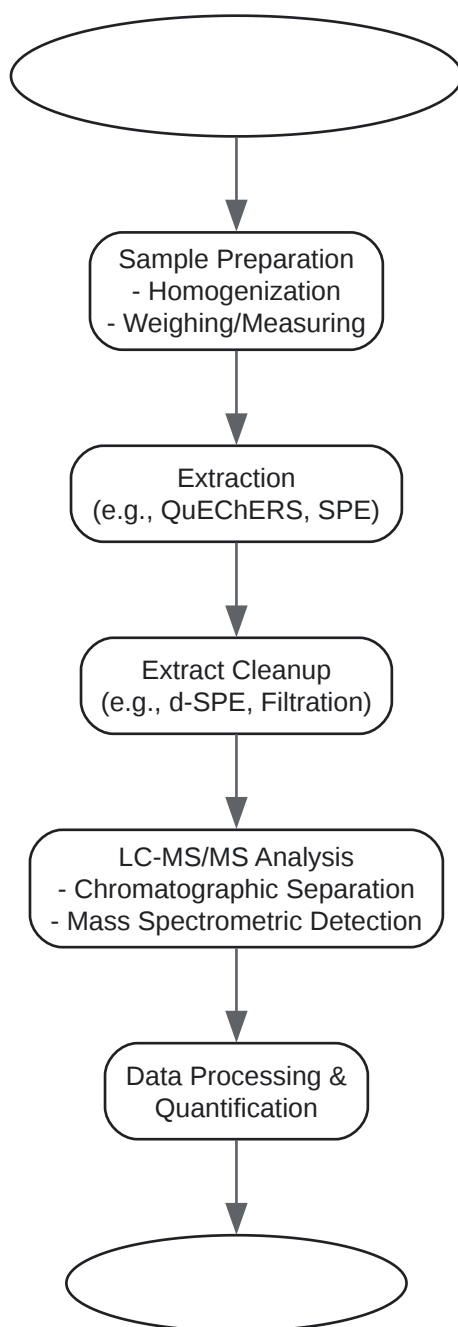 Sample Preparation
- Homogenization
- Weighing/Measuring
Extraction
(e.g., QuEChERS, SPE)
Extract Cleanup
(e.g., d-SPE, Filtration)
LC-MS/MS Analysis
- Chromatographic Separation
- Mass Spectrometric Detection
Data Processing &
Quantification